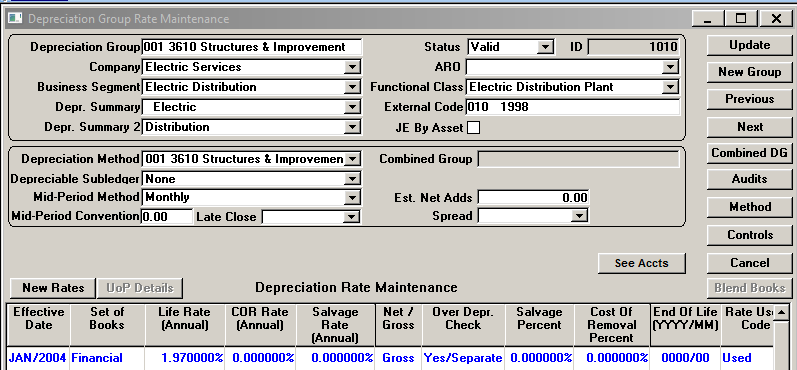 Depreciation Group Rate Maintenance
Depreciation Group 001 3610 Structures & Improvement Status Valid ID 1010 Update
Company Electric Services ARO New Group
Business Segment Electric Distribution Functional Class Electric Distribution Plant Previous
Depr. Summary Electric External Code 010 1998
Depr. Summary 2 Distribution JE By Asset Next
Depreciation Method 001 3610 Structures & Improvemen Combined Group Combined DG
Depreciable Subledger None Audits
Mid-Period Method Monthly Est. Net Adds 0.00 Method
Mid-Period Convention 0.00 Late Close Spread
Controls
See Accts Cancel
New Rates UoP Details Depreciation Rate Maintenance Blend Books
Effective Date Set of Books Life Rate (Annual) COR Rate (Annual) Salvage Rate (Annual) Net / Gross Over Depr. Check Salvage Percent Cost Of Removal Percent End Of Life (YYYY/MM) Rate Use Code
JAN/2004 Financial 1.970000% 0.000000% 0.000000% Gross Yes/Separate 0.000000% 0.000000% 0000/00 Used